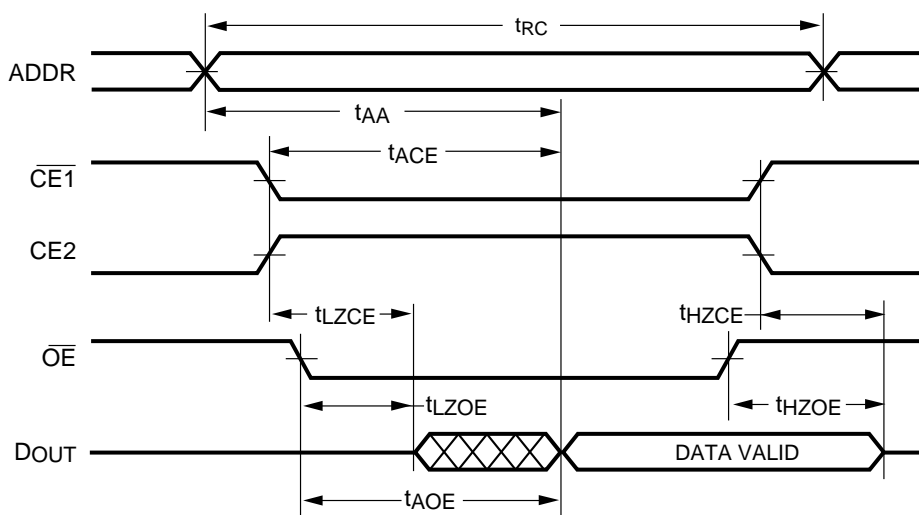 tRC
ADDR
tAA
tACE
CE1
CE2
tLZCE
tHZCE
OE
tLZOE
tHZOE
DOUT
DATA VALID
tAOE